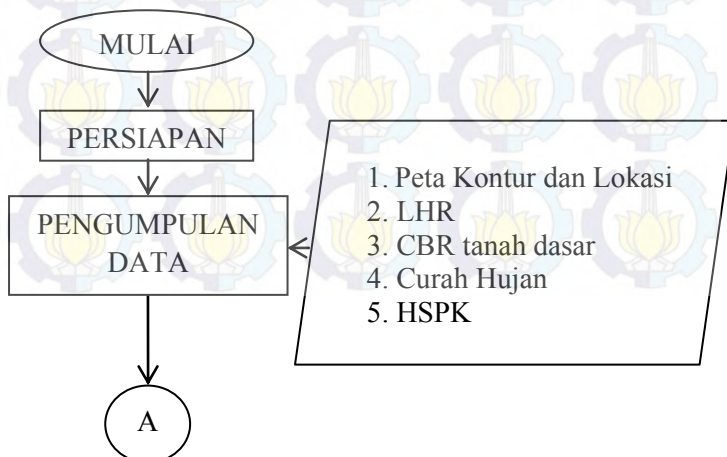 MULAI
PERSIAPAN
PENGUMPULAN
DATA
1. Peta Kontur dan Lokasi
2. LHR
3. CBR tanah dasar
4. Curah Hujan
5. HSPK
A